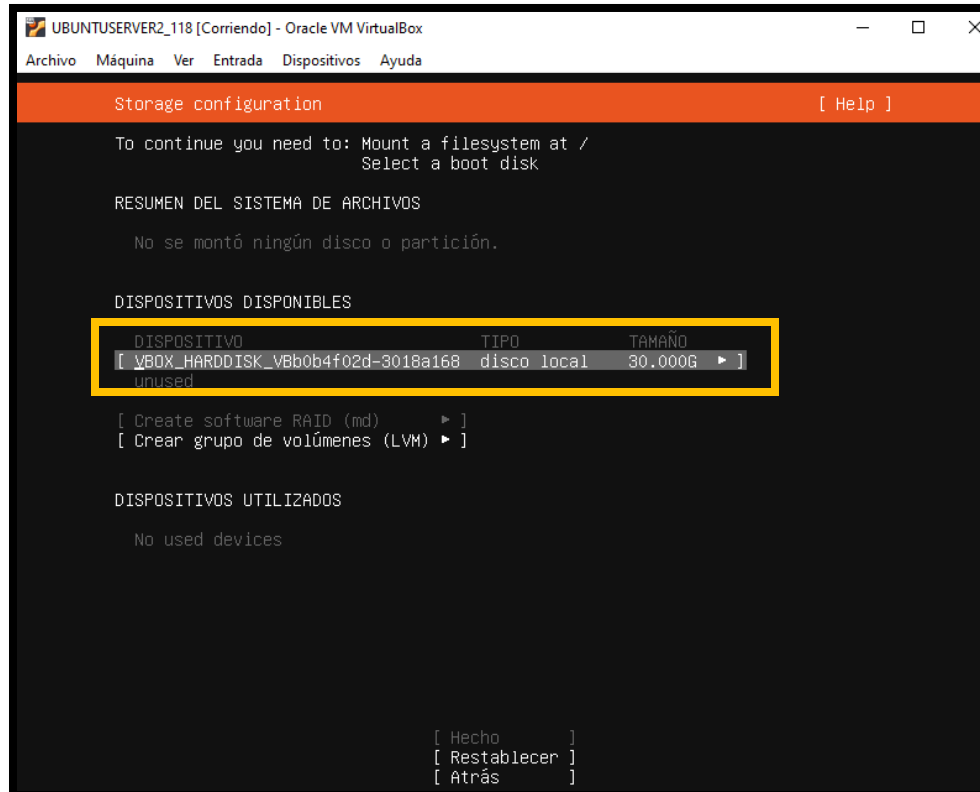 UBUNTUSERVER2_118 [Corriendo] - Oracle VM VirtualBox
Archivo Máquina Ver Entrada Dispositivos Ayuda
Storage configuration [ Help ]
To continue you need to: Mount a filesystem at /
Select a boot disk
RESUMEN DEL SISTEMA DE ARCHIVOS
No se montó ningún disco o partición.
DISPOSITIVOS DISPONIBLES
DISPOSITIVO TIPO TAMAÑO
[ VBOX_HARDDISK_VBb0b4f02d-3018a168 disco local 30.000G ▸ ]
unused
[ Create software RAID (md) ▸ ]
[ Crear grupo de volúmenes (LVM) ▸ ]
DISPOSITIVOS UTILIZADOS
No used devices
[ Hecho ]
[ Restablecer ]
[ Atrás ]